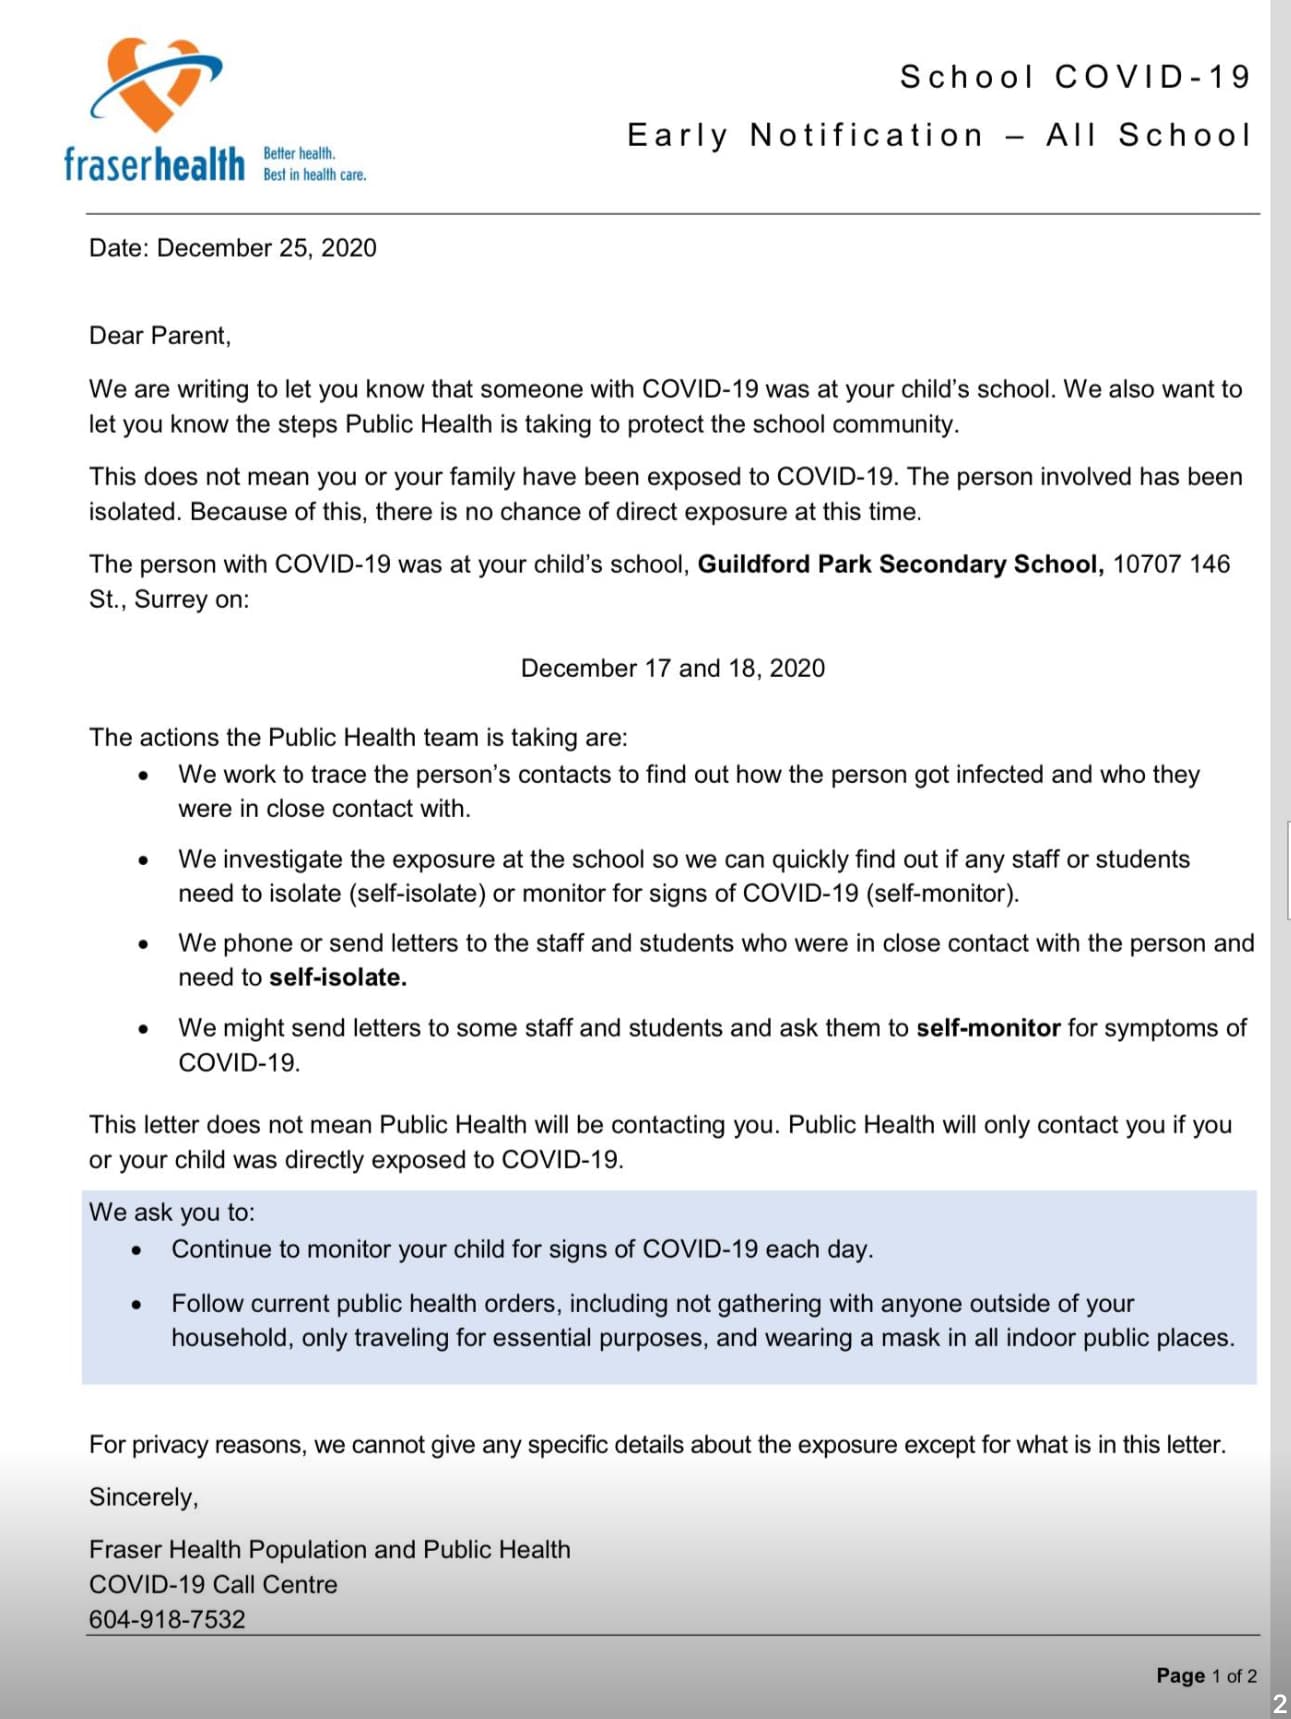 School COVID-19
Early Notification – All School
fraserhealth
Better health.
Best in health care.
Date: December 25, 2020
Dear Parent,
We are writing to let you know that someone with COVID-19 was at your child’s school. We also want to
let you know the steps Public Health is taking to protect the school community.
This does not mean you or your family have been exposed to COVID-19. The person involved has been
isolated. Because of this, there is no chance of direct exposure at this time.
The person with COVID-19 was at your child’s school, Guildford Park Secondary School, 10707 146
St., Surrey on:
December 17 and 18, 2020
The actions the Public Health team is taking are:
• We work to trace the person’s contacts to find out how the person got infected and who they
were in close contact with.
• We investigate the exposure at the school so we can quickly find out if any staff or students
need to isolate (self-isolate) or monitor for signs of COVID-19 (self-monitor).
• We phone or send letters to the staff and students who were in close contact with the person and
need to self-isolate.
• We might send letters to some staff and students and ask them to self-monitor for symptoms of
COVID-19.
This letter does not mean Public Health will be contacting you. Public Health will only contact you if you
or your child was directly exposed to COVID-19.
We ask you to:
• Continue to monitor your child for signs of COVID-19 each day.
• Follow current public health orders, including not gathering with anyone outside of your
household, only traveling for essential purposes, and wearing a mask in all indoor public places.
For privacy reasons, we cannot give any specific details about the exposure except for what is in this letter.
Sincerely,
Fraser Health Population and Public Health
COVID-19 Call Centre
604-918-7532
Page 1 of 2
2